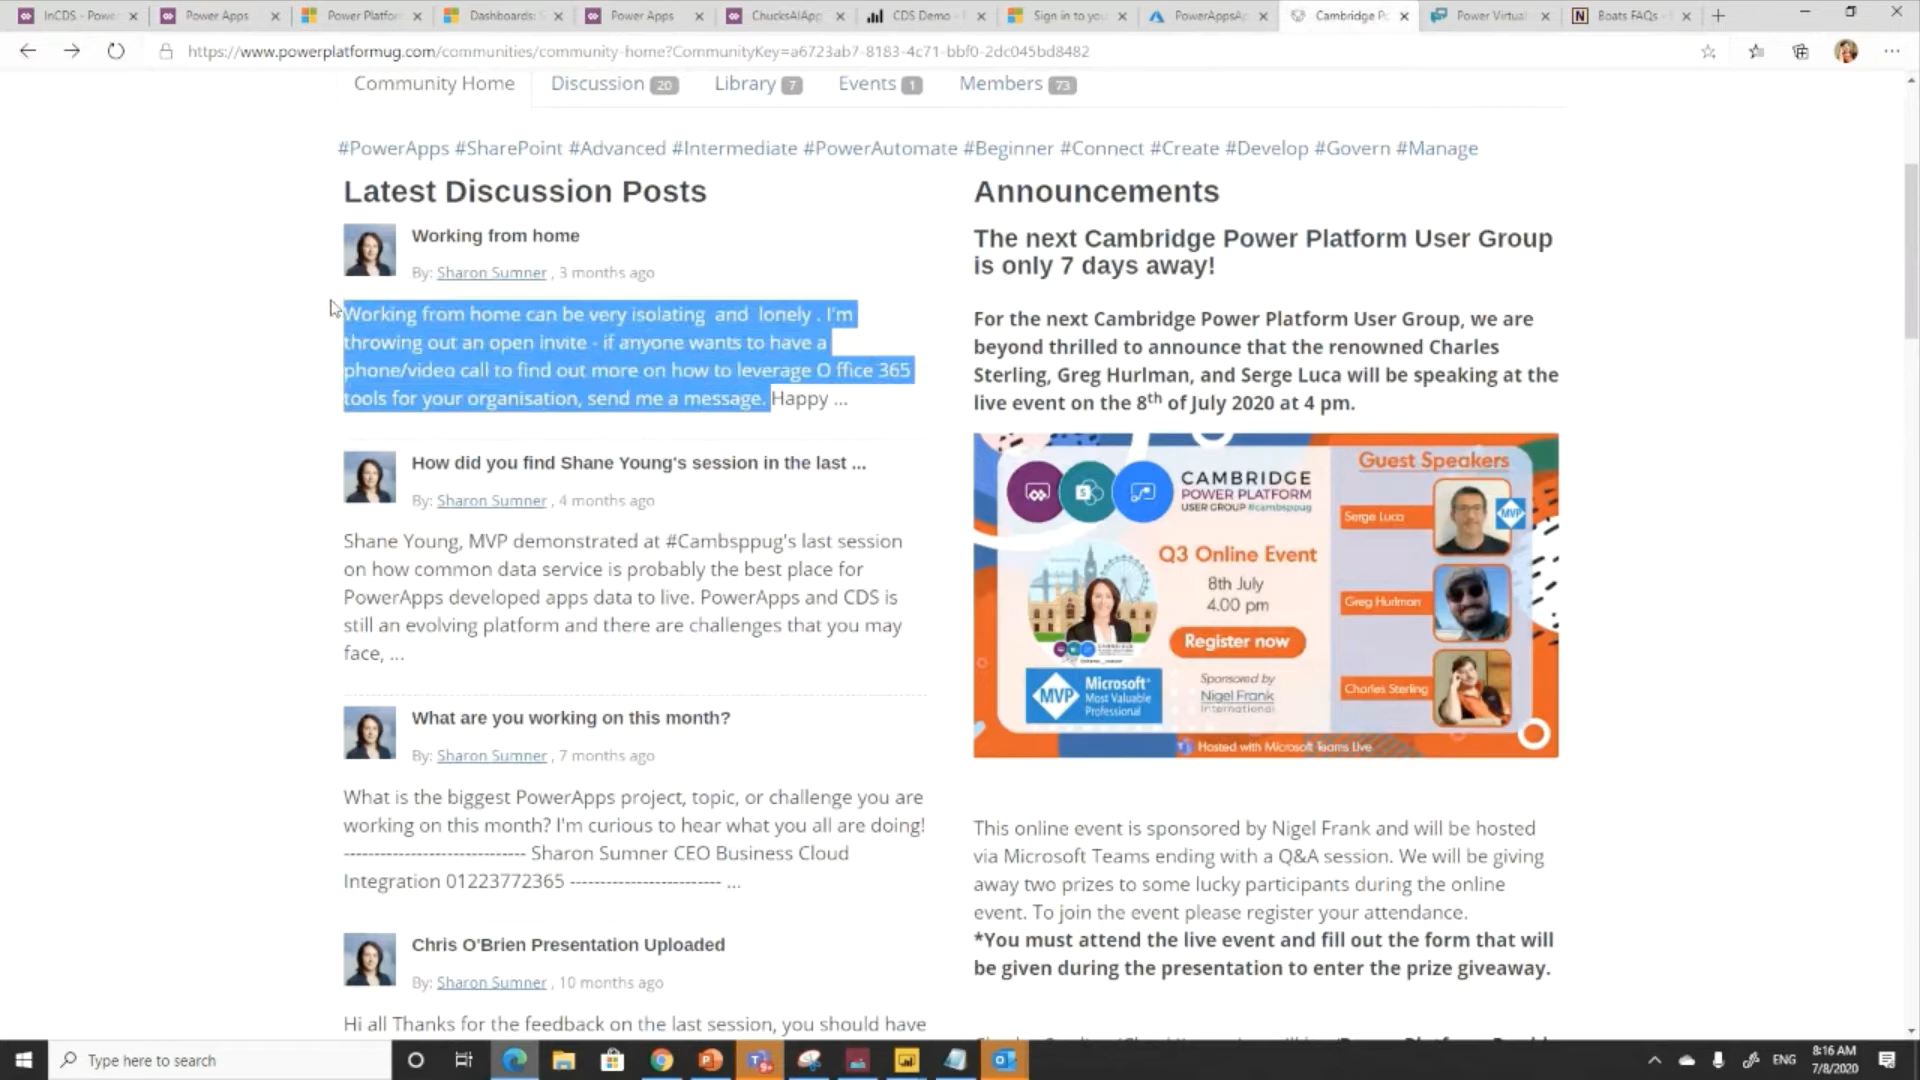 InCDS - Powe
Power Apps
Power Platfor
Dashboards: S
Power Apps
ChucksAIApp
CDS Demo -
Sign in to you
PowerAppsA
Cambridge Po
Power Virtual
Boats FAQs -
https://www.powerplatformug.com/communities/community-home?CommunityKey=a6723ab7-8183-4c71-bbf0-2dc045bd8482
Community Home Discussion 20 Library 7 Events 1 Members 73
#PowerApps #SharePoint #Advanced #Intermediate #PowerAutomate #Beginner #Connect #Create #Develop #Govern #Manage
Latest Discussion Posts
Working from home
By: Sharon Sumner , 3 months ago
Working from home can be very isolating and lonely . I'm
throwing out an open invite - if anyone wants to have a
phone/video call to find out more on how to leverage O ffice 365
tools for your organisation, send me a message. Happy ...
How did you find Shane Young's session in the last ...
By: Sharon Sumner , 4 months ago
Shane Young, MVP demonstrated at #Cambsppug's last session
on how common data service is probably the best place for
PowerApps developed apps data to live. PowerApps and CDS is
still an evolving platform and there are challenges that you may
face, ...
What are you working on this month?
By: Sharon Sumner , 7 months ago
What is the biggest PowerApps project, topic, or challenge you are
working on this month? I'm curious to hear what you all are doing!
------------------------------ Sharon Sumner CEO Business Cloud
Integration 01223772365 ------------------------- ...
Chris O'Brien Presentation Uploaded
By: Sharon Sumner , 10 months ago
Hi all Thanks for the feedback on the last session, you should have
Announcements
The next Cambridge Power Platform User Group
is only 7 days away!
For the next Cambridge Power Platform User Group, we are
beyond thrilled to announce that the renowned Charles
Sterling, Greg Hurlman, and Serge Luca will be speaking at the
live event on the 8th of July 2020 at 4 pm.
CAMBRIDGE
POWER PLATFORM
USER GROUP #cambsppug
Q3 Online Event
8th July
4.00 pm
Register now
Sponsored by
Nigel Frank
International
MVP
Microsoft
Most Valuable
Professional
Guest Speakers
Serge Luca
MVP
Greg Hurlman
Charles Sterling
Hosted with Microsoft Teams Live
This online event is sponsored by Nigel Frank and will be hosted
via Microsoft Teams ending with a Q&A session. We will be giving
away two prizes to some lucky participants during the online
event. To join the event please register your attendance.
*You must attend the live event and fill out the form that will
be given during the presentation to enter the prize giveaway.
Type here to search
ENG
8:16 AM
7/8/2020